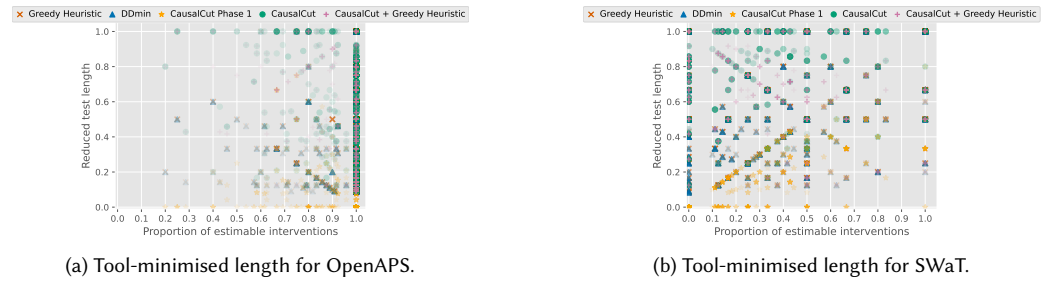 Greedy Heuristic DDmin CausalCut Phase 1 CausalCut CausalCut + Greedy Heuristic
1.0
0.8
0.6
0.4
0.2
0.0
Reduced test length
0.0 0.1 0.2 0.3 0.4 0.5 0.6 0.7 0.8 0.9 1.0
Proportion of estimable interventions
(a) Tool-minimised length for OpenAPS.
Greedy Heuristic DDmin CausalCut Phase 1 CausalCut CausalCut + Greedy Heuristic
1.0
0.8
0.6
0.4
0.2
0.0
Reduced test length
0.0 0.1 0.2 0.3 0.4 0.5 0.6 0.7 0.8 0.9 1.0
Proportion of estimable interventions
(b) Tool-minimised length for SWaT.